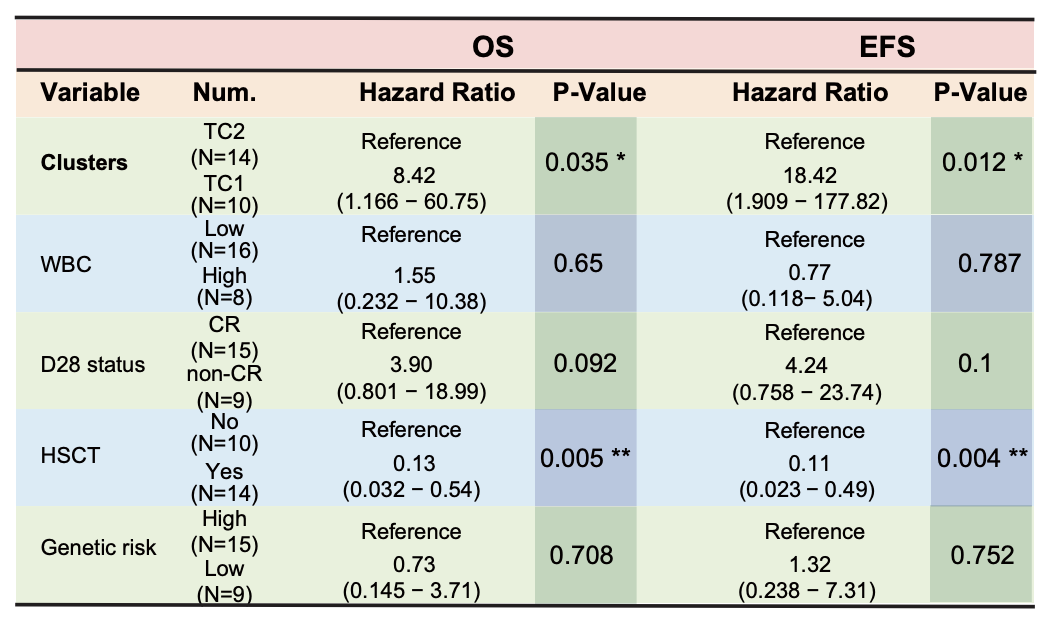 OS EFS
Variable Num. Hazard Ratio P-Value Hazard Ratio P-Value
Clusters
TC2
(N=14)
TC1
(N=10)
Reference
8.42
(1.166 − 60.75)
0.035 *
Reference
18.42
(1.909 − 177.82)
0.012 *
WBC
Low
(N=16)
High
(N=8)
Reference
1.55
(0.232 − 10.38)
0.65
Reference
0.77
(0.118− 5.04)
0.787
D28 status
CR
(N=15)
non-CR
(N=9)
Reference
3.90
(0.801 − 18.99)
0.092
Reference
4.24
(0.758 − 23.74)
0.1
HSCT
No
(N=10)
Yes
(N=14)
Reference
0.13
(0.032 − 0.54)
0.005 **
Reference
0.11
(0.023 − 0.49)
0.004 **
Genetic risk
High
(N=15)
Low
(N=9)
Reference
0.73
(0.145 − 3.71)
0.708
Reference
1.32
(0.238 − 7.31)
0.752